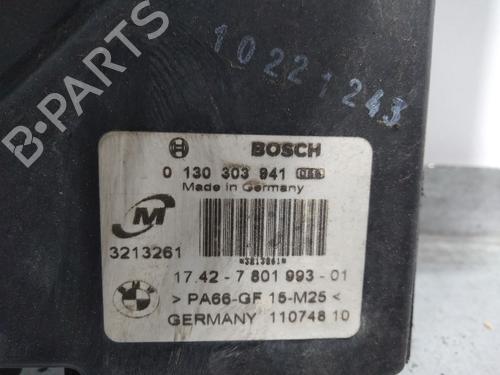 B-PARTS
10221243
BOSCH
0 130 303 941
Made in Germany
M
3213261
*3213261*
17.42-7 801 993-01
> PA66-GF 15-M25 <
GERMANY 110748 10